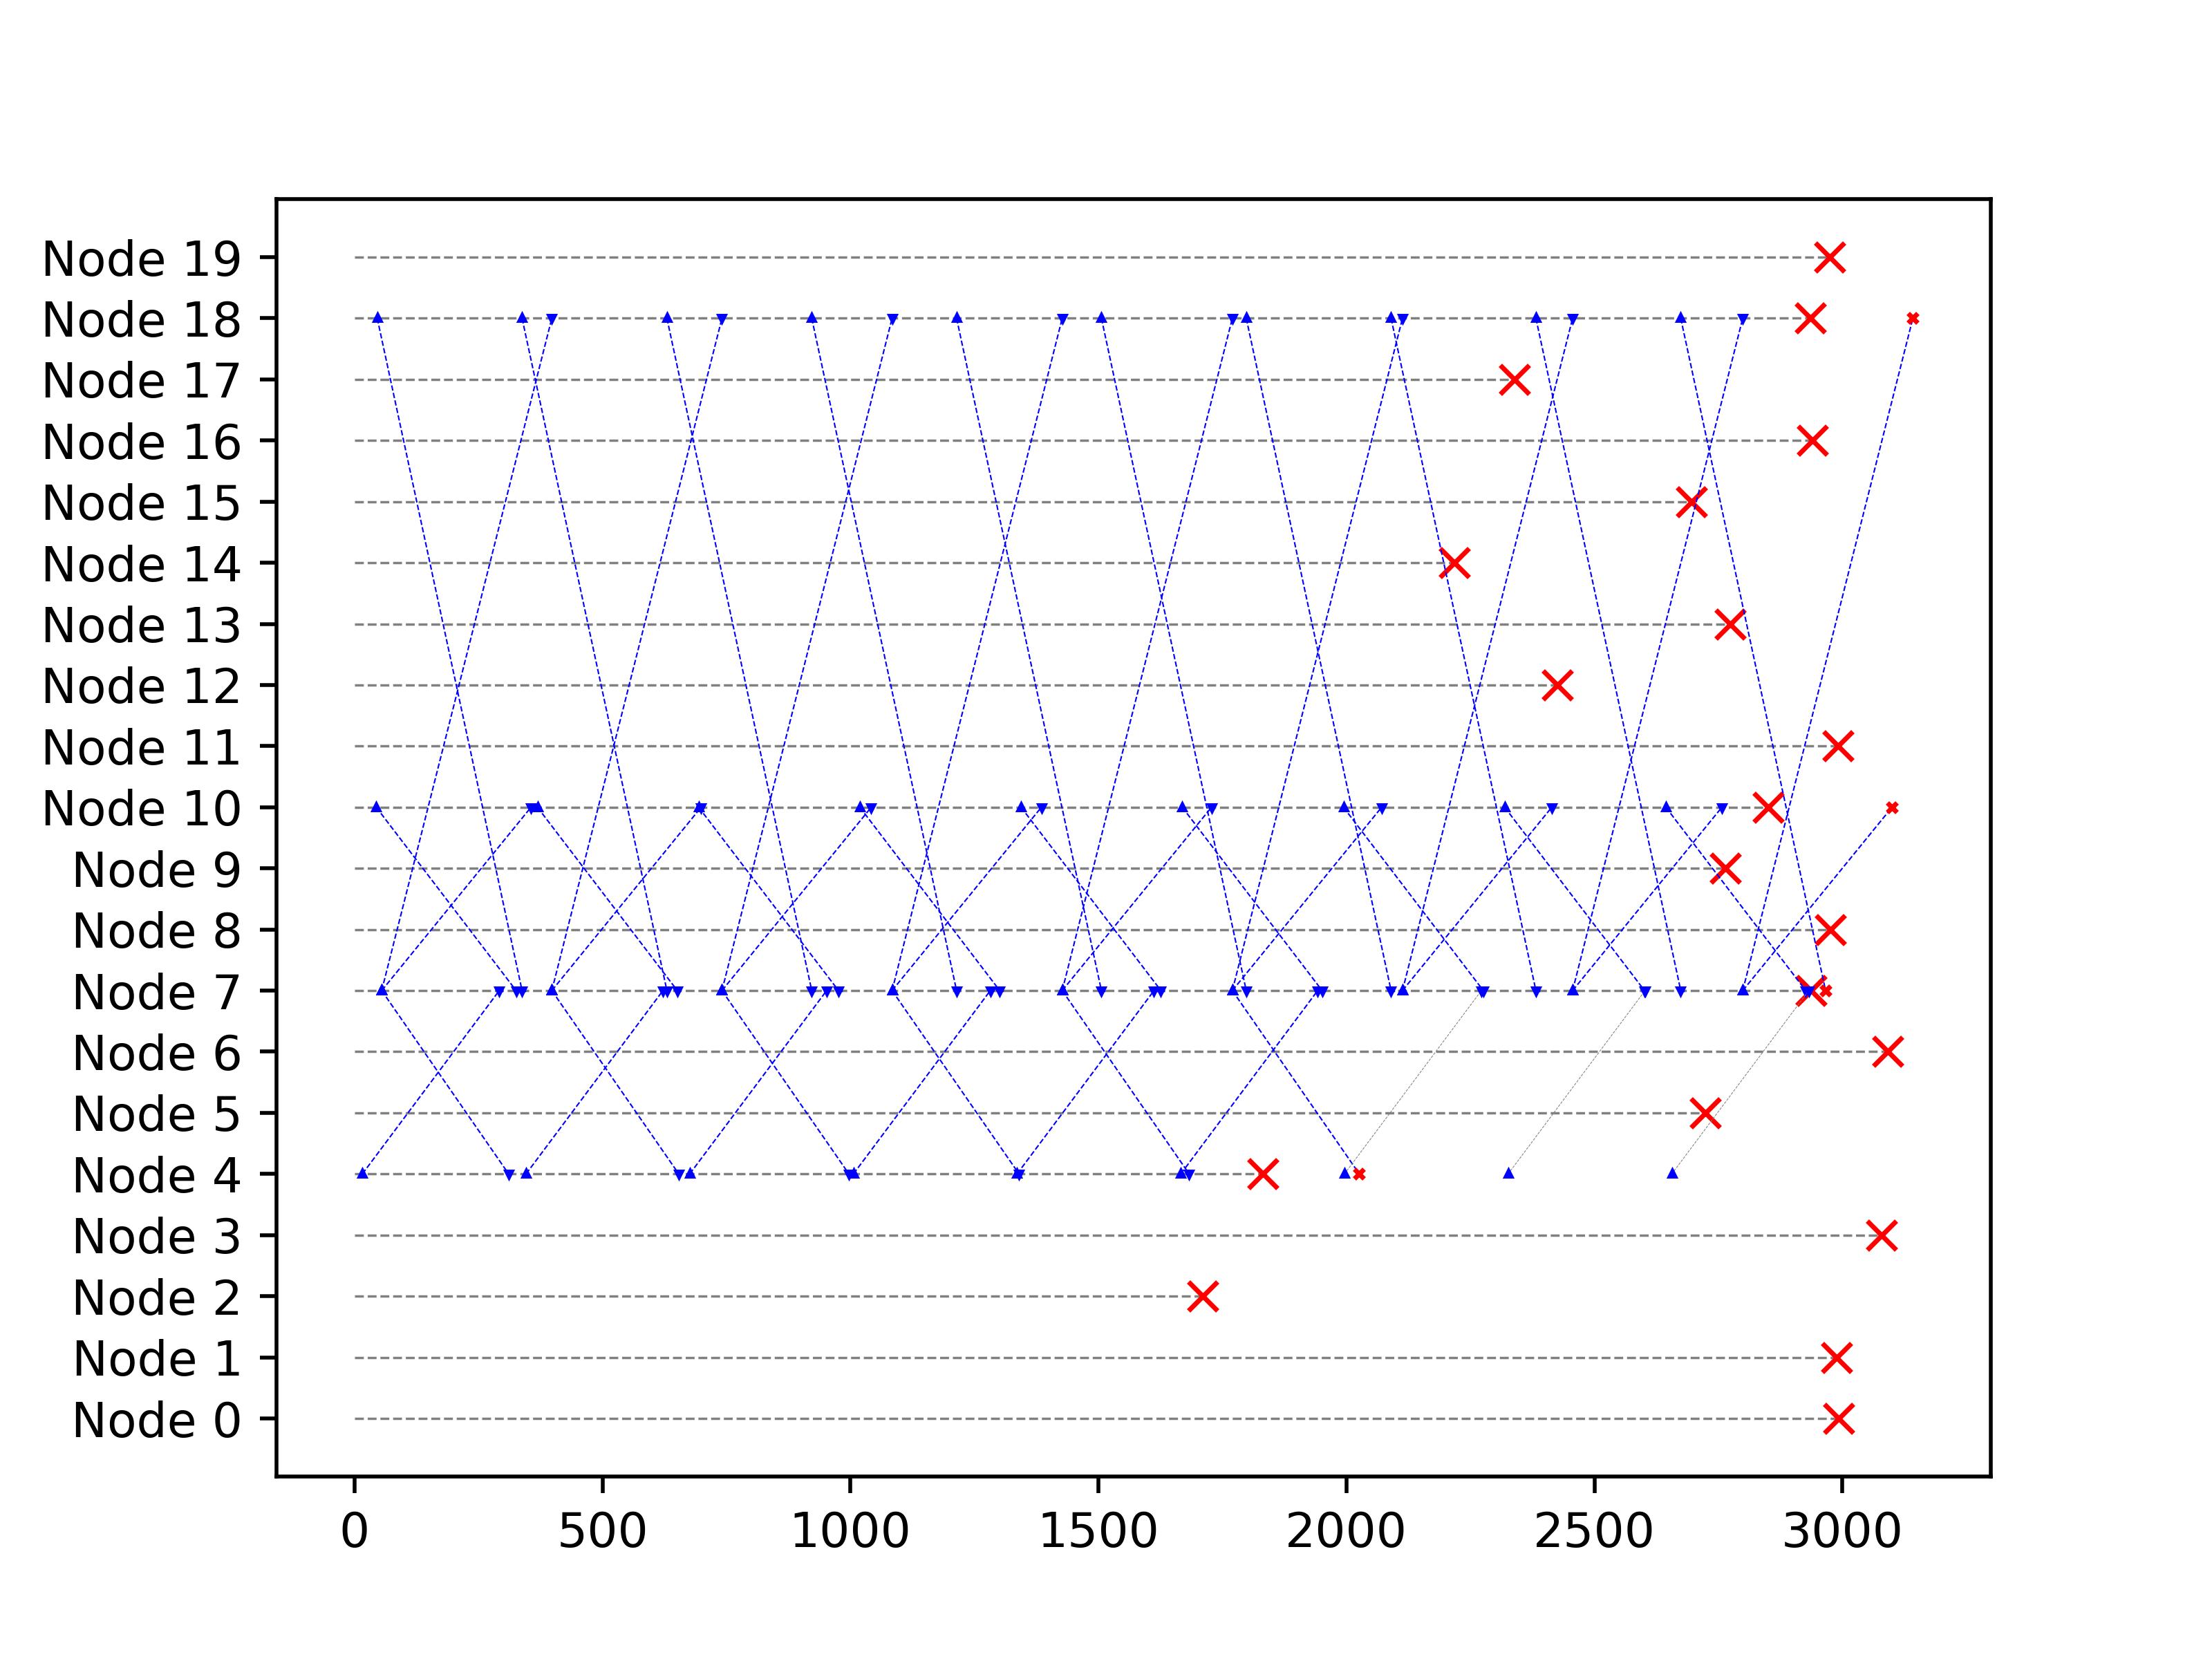 Node 19
Node 18
Node 17
Node 16
Node 15
Node 14
Node 13
Node 12
Node 11
Node 10
Node 9
Node 8
Node 7
Node 6
Node 5
Node 4
Node 3
Node 2
Node 1
Node 0
0 500 1000 1500 2000 2500 3000